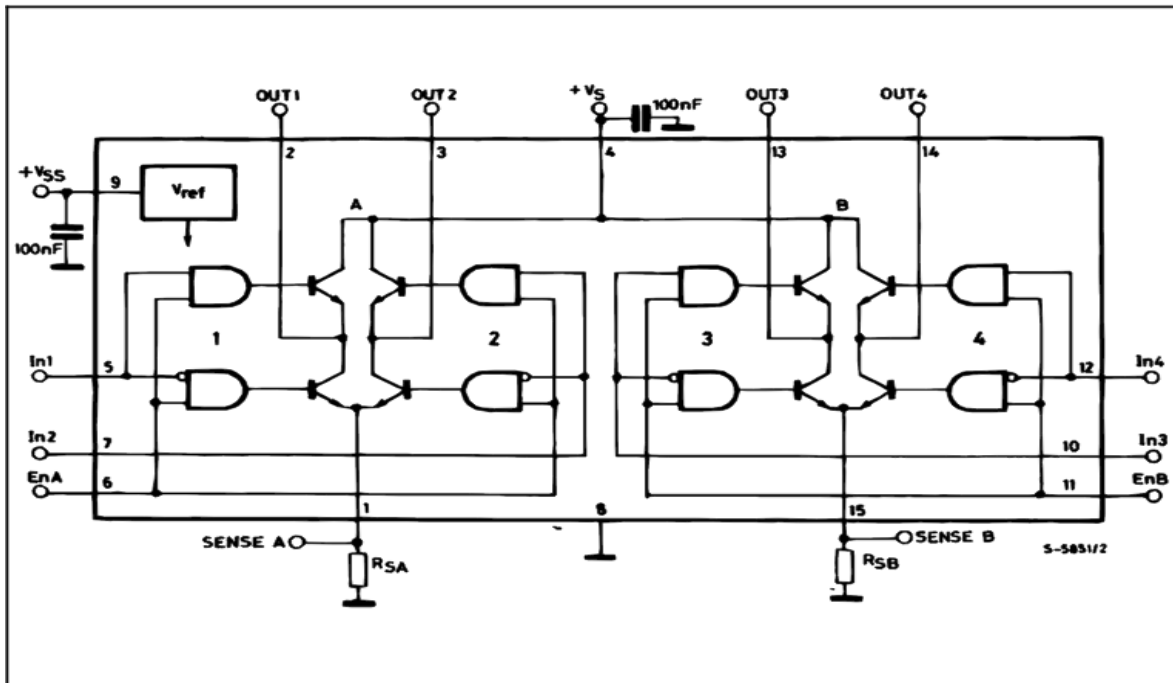 OUT1 OUT2 +VS 100nF OUT3 OUT4
2 3 4 13 14
+VSS 9 Vref
100nF
A B
1 2 3 4
In1 5 12 In4
In2 7 10 In3
EnA 6 11 EnB
1 8 15
SENSE A SENSE B
RSA RSB
S-5851/2